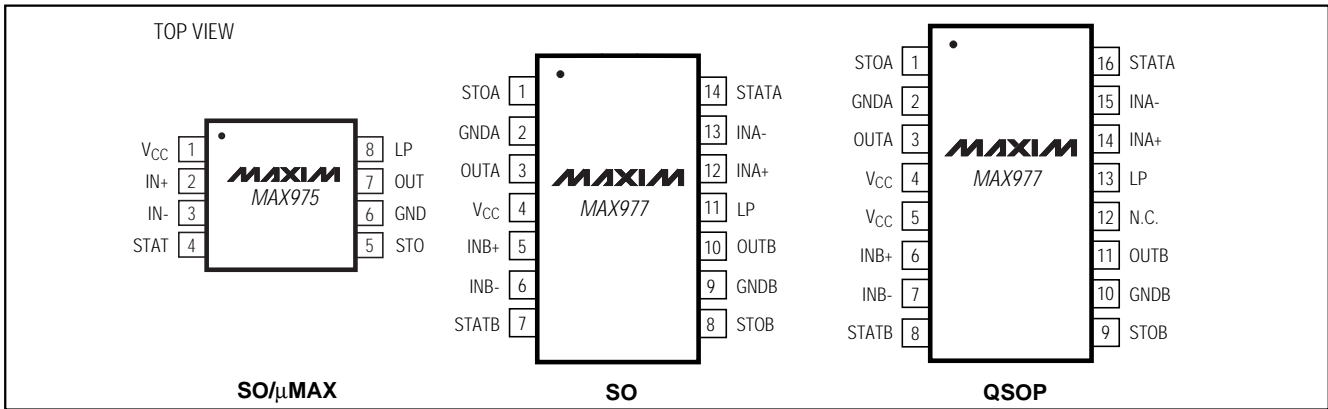 TOP VIEW
VCC 1
IN+ 2
IN- 3
STAT 4
MAXIM
MAX975
8 LP
7 OUT
6 GND
5 STO
SO/μMAX
STOA 1
GNDA 2
OUTA 3
VCC 4
INB+ 5
INB- 6
STATB 7
MAXIM
MAX977
14 STATA
13 INA-
12 INA+
11 LP
10 OUTB
9 GNDB
8 STOB
SO
STOA 1
GNDA 2
OUTA 3
VCC 4
VCC 5
INB+ 6
INB- 7
STATB 8
MAXIM
MAX977
16 STATA
15 INA-
14 INA+
13 LP
12 N.C.
11 OUTB
10 GNDB
9 STOB
QSOP